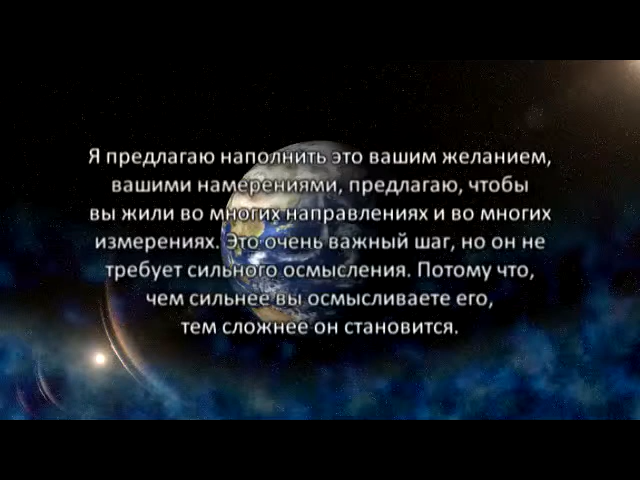 Я предлагаю наполнить это вашим желанием,
вашими намерениями, предлагаю, чтобы
вы жили во многих направлениях и во многих
измерениях. Это очень важный шаг, но он не
требует сильного осмысления. Потому что,
чем сильнее вы осмысливаете его,
тем сложнее он становится.